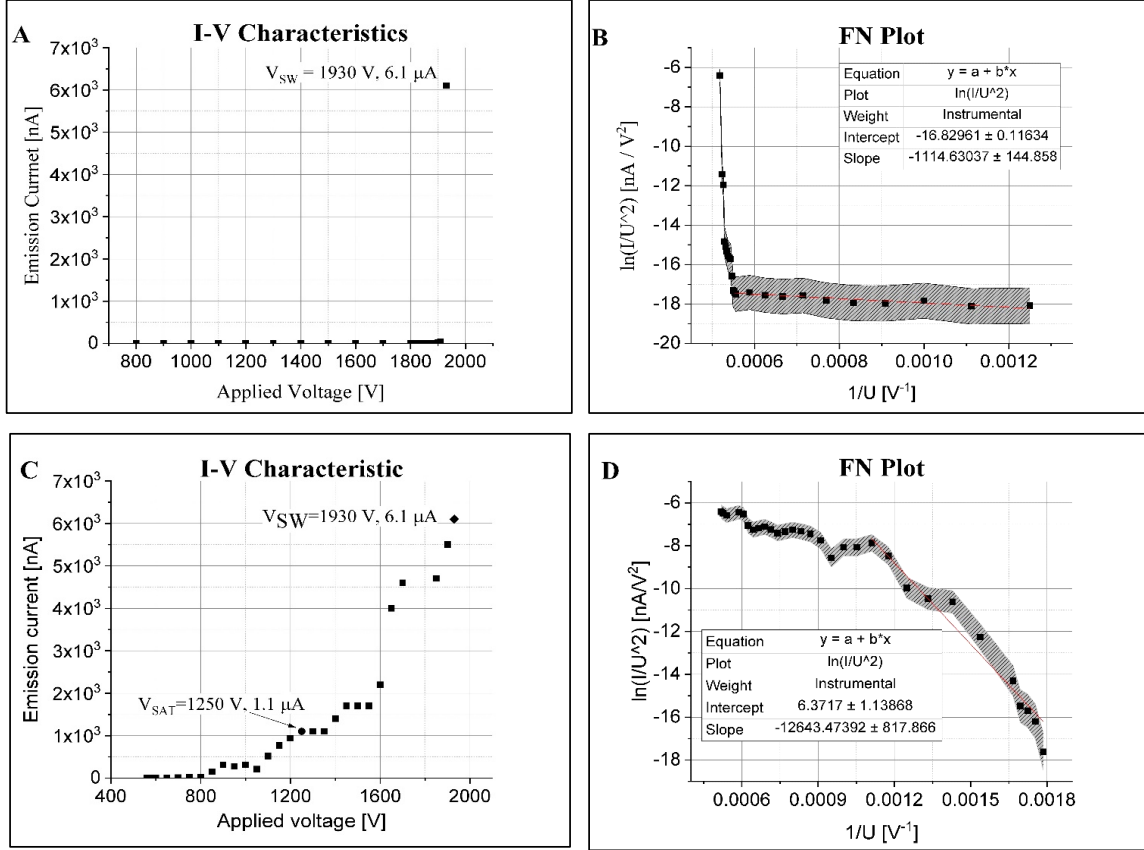 A
I-V Characteristics
V_SW = 1930 V, 6.1 μA
Emission Currnet [nA]
7x10³
6x10³
5x10³
4x10³
3x10³
2x10³
1x10³
0
800 1000 1200 1400 1600 1800 2000
Applied Voltage [V]
B
FN Plot
Equation y = a + b*x
Plot ln(I/U^2)
Weight Instrumental
Intercept -16.82961 ± 0.11634
Slope -1114.63037 ± 144.858
ln(I/U^2) [nA / V²]
-6
-8
-10
-12
-14
-16
-18
-20
0.0006 0.0008 0.0010 0.0012
1/U [V⁻¹]
C
I-V Characteristic
V_SW=1930 V, 6.1 μA
V_SAT=1250 V, 1.1 μA
Emission current [nA]
7x10³
6x10³
5x10³
4x10³
3x10³
2x10³
1x10³
0
400 800 1200 1600 2000
Applied voltage [V]
D
FN Plot
ln(I/U^2) [nA/V²]
-6
-8
-10
-12
-14
-16
-18
Equation y = a + b*x
Plot ln(I/U^2)
Weight Instrumental
Intercept 6.3717 ± 1.13868
Slope -12643.47392 ± 817.866
0.0006 0.0009 0.0012 0.0015 0.0018
1/U [V⁻¹]